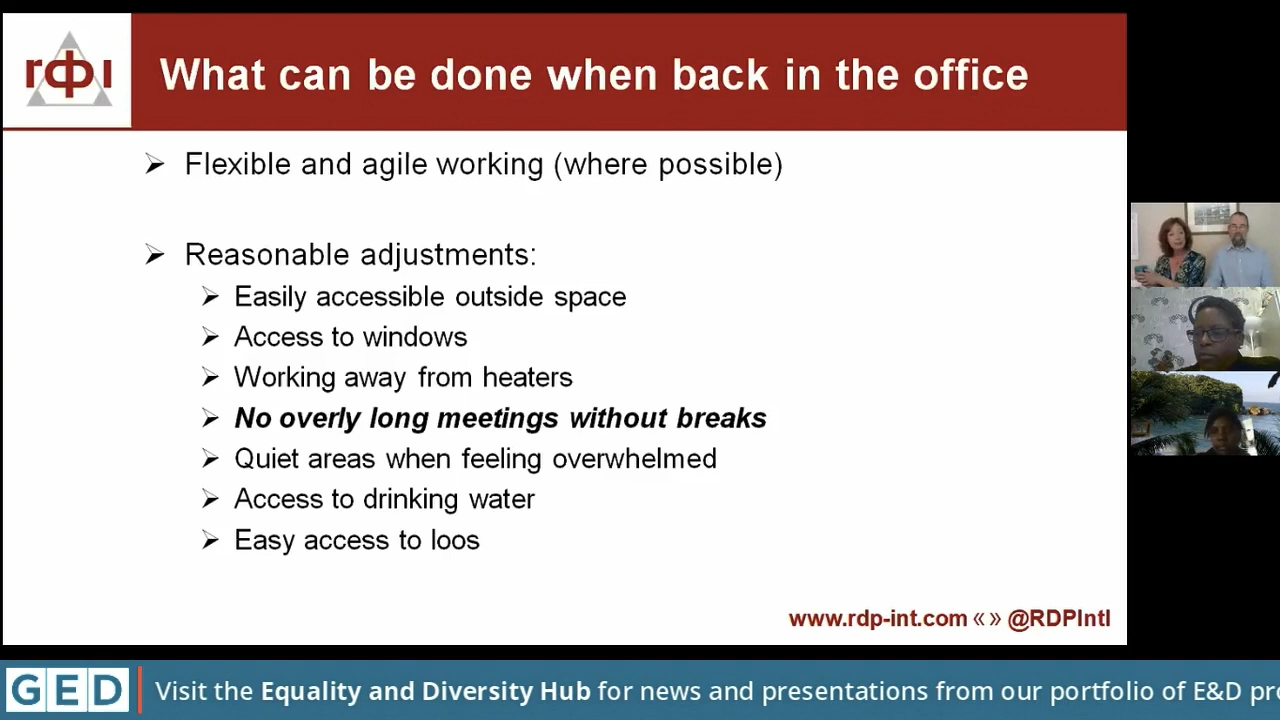 rφι
What can be done when back in the office
Flexible and agile working (where possible)
Reasonable adjustments:
Easily accessible outside space
Access to windows
Working away from heaters
No overly long meetings without breaks
Quiet areas when feeling overwhelmed
Access to drinking water
Easy access to loos
www.rdp-int.com «» @RDPIntl
GED Visit the Equality and Diversity Hub for news and presentations from our portfolio of E&D pr